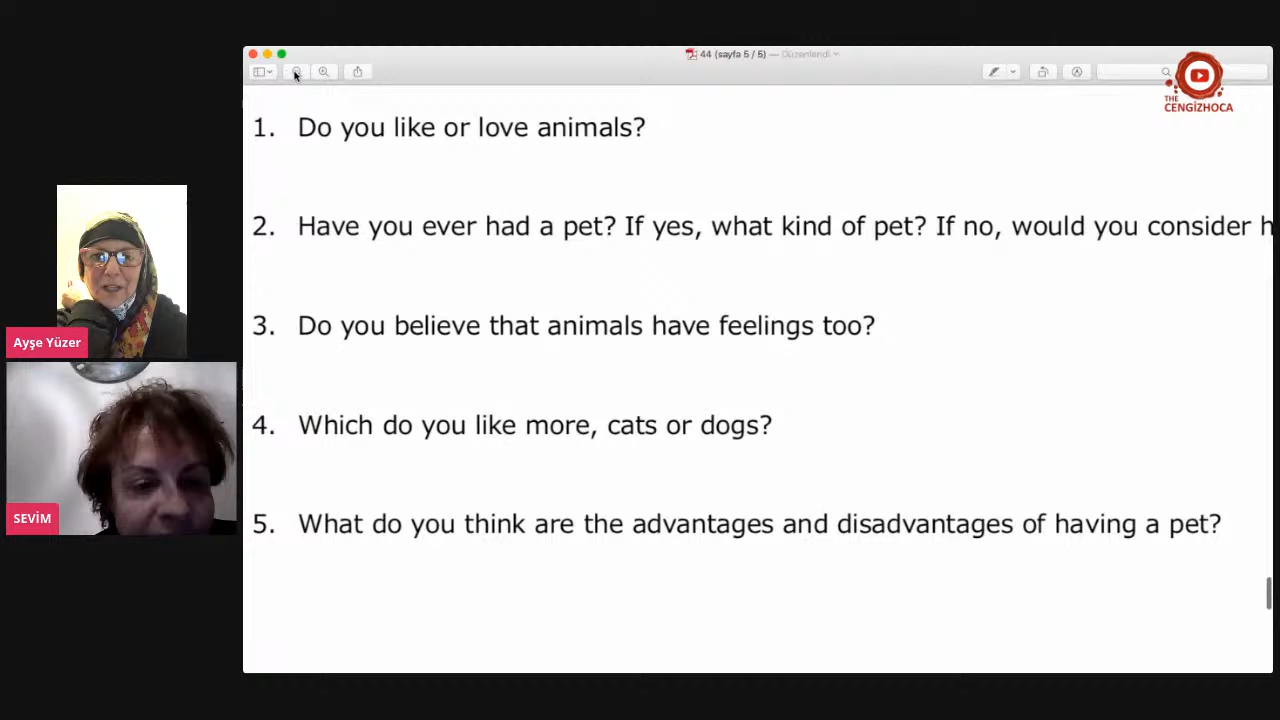 44 (sayfa 5 / 5) — Düzenlendi
THE
CENGİZHOCA
1. Do you like or love animals?
2. Have you ever had a pet? If yes, what kind of pet? If no, would you consider h
3. Do you believe that animals have feelings too?
4. Which do you like more, cats or dogs?
5. What do you think are the advantages and disadvantages of having a pet?
Ayşe Yüzer
SEVİM